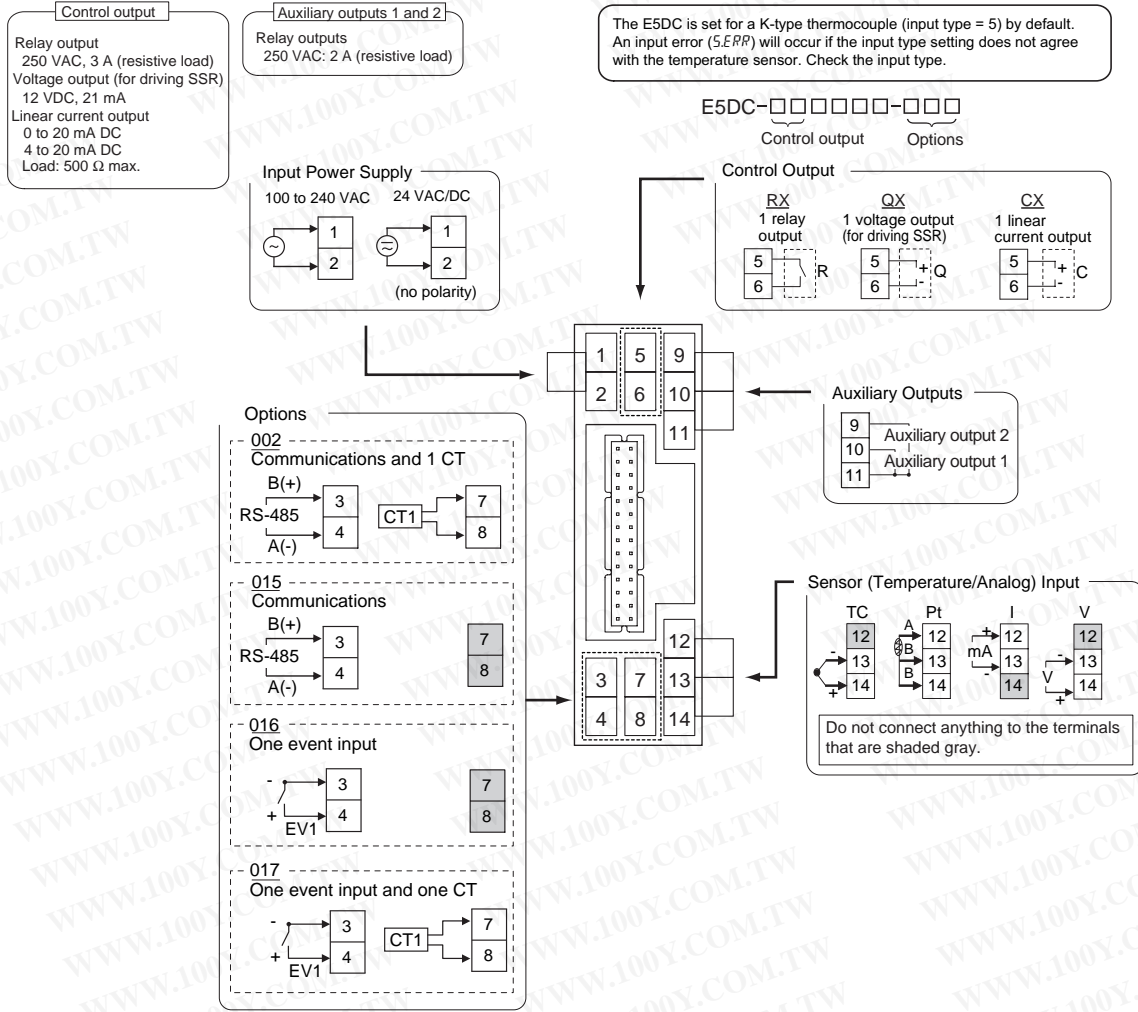 Control output
Relay output
250 VAC, 3 A (resistive load)
Voltage output (for driving SSR)
12 VDC, 21 mA
Linear current output
0 to 20 mA DC
4 to 20 mA DC
Load: 500 Ω max.
Auxiliary outputs 1 and 2
Relay outputs
250 VAC: 2 A (resistive load)
The E5DC is set for a K-type thermocouple (input type = 5) by default.
An input error (S.ERR) will occur if the input type setting does not agree
with the temperature sensor. Check the input type.
E5DC-□□□□□□-□□□
Control output
Options
Input Power Supply
100 to 240 VAC
24 VAC/DC
1
2
1
2
(no polarity)
Control Output
RX
1 relay
output
5
6
R
QX
1 voltage output
(for driving SSR)
5
6
+
-
Q
CX
1 linear
current output
5
6
+
-
C
1 5 9
2 6 10
11
12
3 7 13
4 8 14
Auxiliary Outputs
9
10
11
Auxiliary output 2
Auxiliary output 1
Options
002
Communications and 1 CT
B(+)
RS-485
A(-)
3
4
CT1
7
8
015
Communications
B(+)
RS-485
A(-)
3
4
7
8
016
One event input
-
+
EV1
3
4
7
8
017
One event input and one CT
-
+
EV1
3
4
CT1
7
8
Sensor (Temperature/Analog) Input
TC
12
- 13
+ 14
Pt
A 12
B 13
B 14
I
+ 12
mA
- 13
14
V
12
- 13
V
+ 14
Do not connect anything to the terminals
that are shaded gray.
WWW.100Y.COM.TW